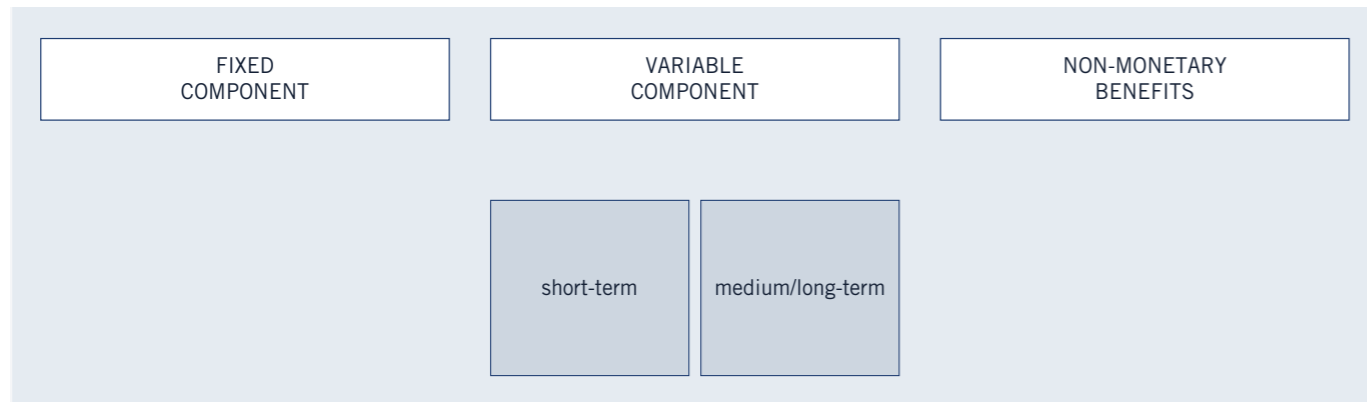 FIXED
COMPONENT
VARIABLE
COMPONENT
NON-MONETARY
BENEFITS
short-term
medium/long-term